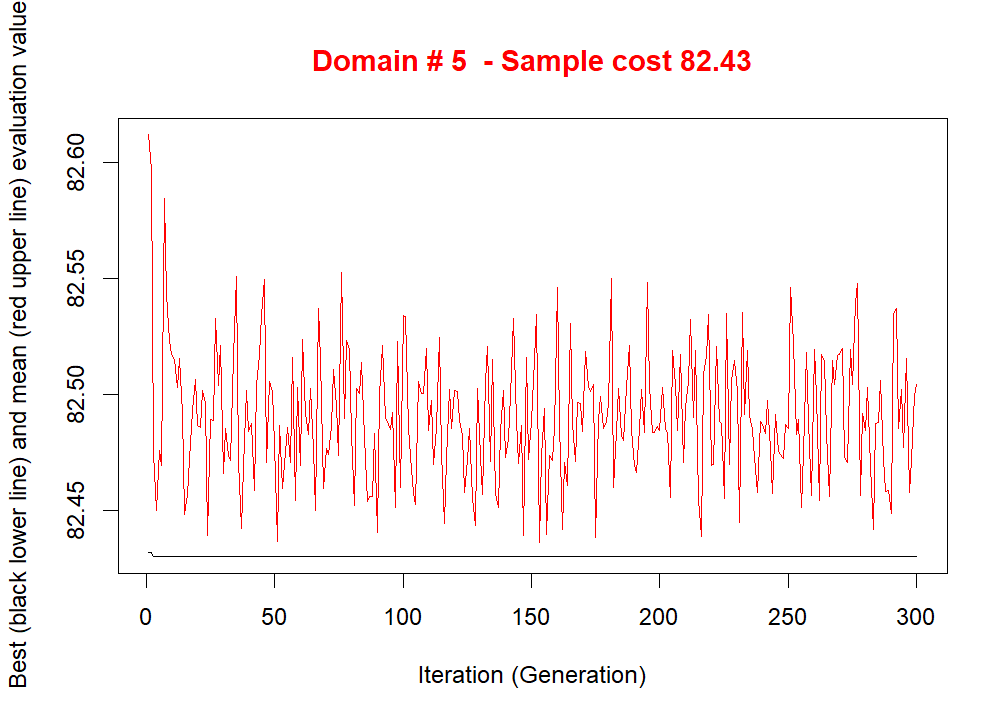 Domain # 5  - Sample cost 82.43
Best (black lower line) and mean (red upper line) evaluation value
82.60
82.55
82.50
82.45
0 50 100 150 200 250 300
Iteration (Generation)